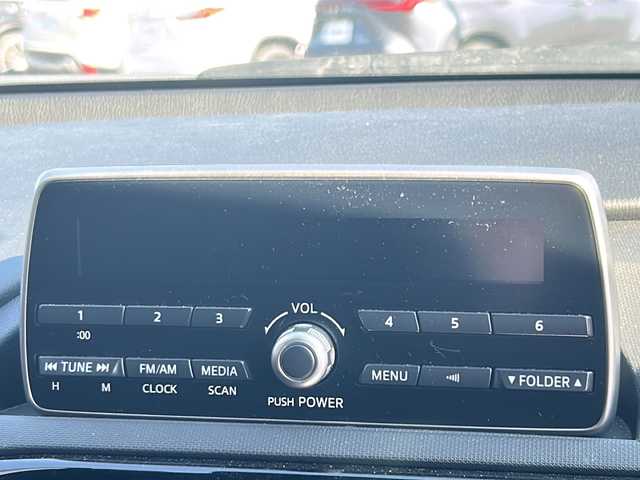 VOL
1 2 3 4 5 6
:00
⏮ TUNE ⏭ FM/AM MEDIA MENU ▼ FOLDER ▲
H M CLOCK SCAN
PUSH POWER